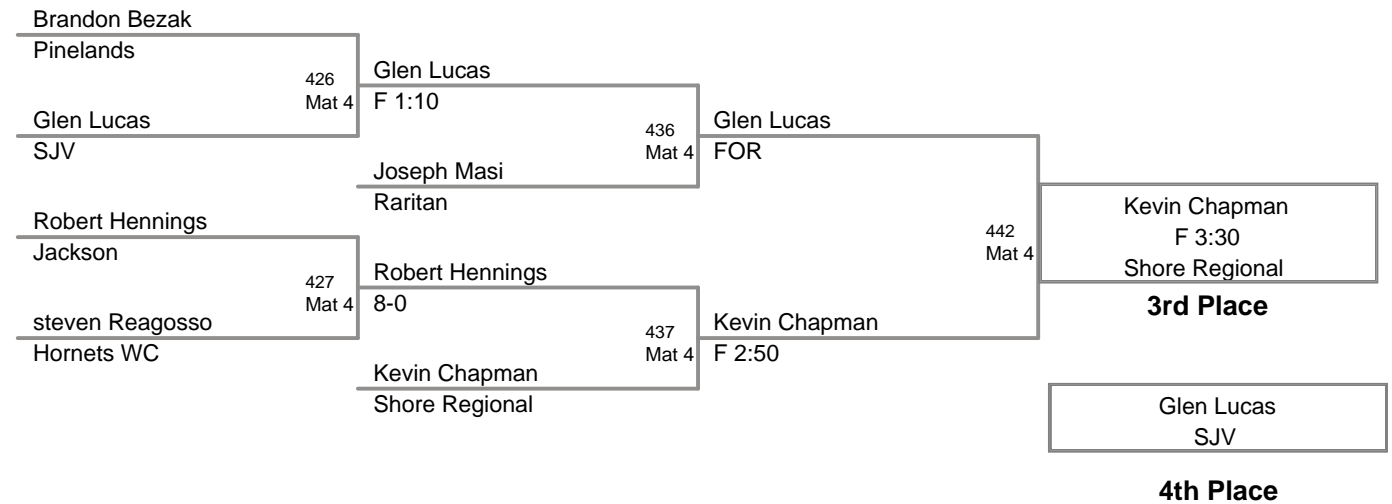 Brandon Bezak
Pinelands
426
Mat 4
Glen Lucas
F 1:10
Glen Lucas
SJV
436
Mat 4
Glen Lucas
FOR
Joseph Masi
Raritan
Robert Hennings
Jackson
427
Mat 4
Robert Hennings
8-0
steven Reagosso
Hornets WC
437
Mat 4
Kevin Chapman
F 2:50
Kevin Chapman
Shore Regional
442
Mat 4
Kevin Chapman
F 3:30
Shore Regional
3rd Place
Glen Lucas
SJV
4th Place